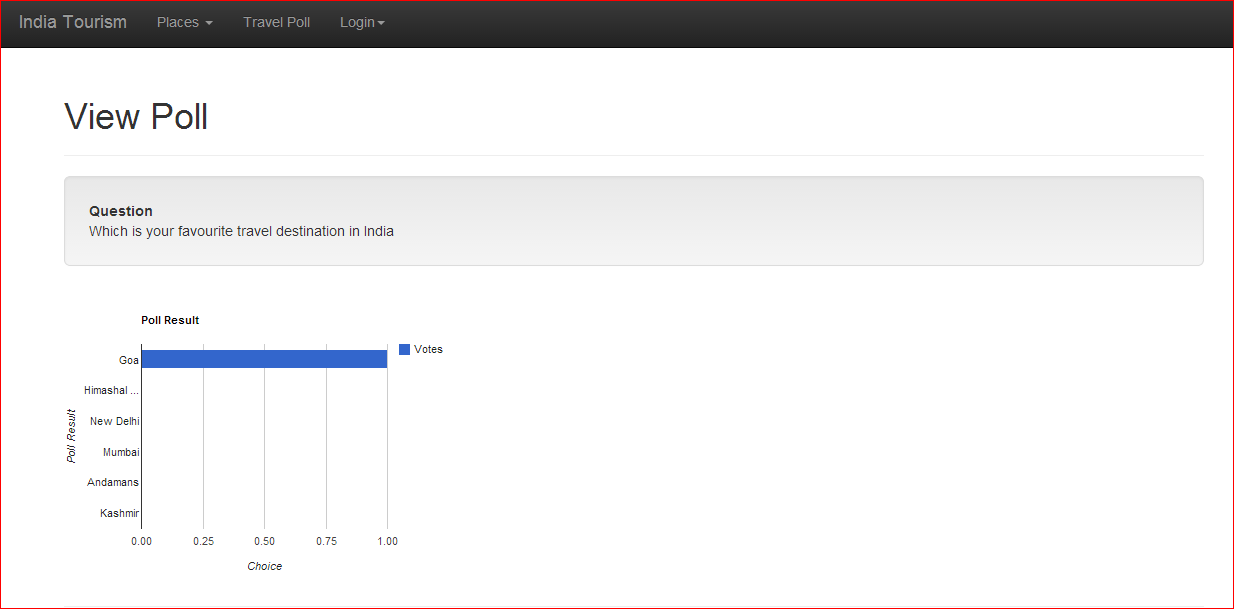 India Tourism Places Travel Poll Login
View Poll
Question
Which is your favourite travel destination in India
Poll Result
Votes
Goa
Himashal ...
New Delhi
Mumbai
Andamans
Kashmir
Poll Result
0.00 0.25 0.50 0.75 1.00
Choice